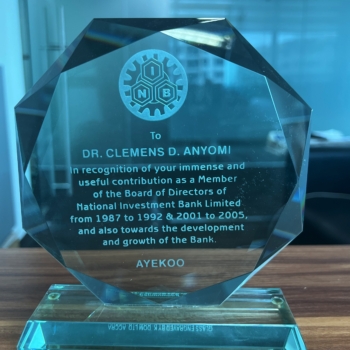 I
N B
To
DR. CLEMENS D. ANYOMI
in recognition of your immense and
useful contribution as a Member
of the Board of Directors of
National Investment Bank Limited
from 1987 to 1992 & 2001 to 2005,
and also towards the development
and growth of the Bank.
AYEKOO